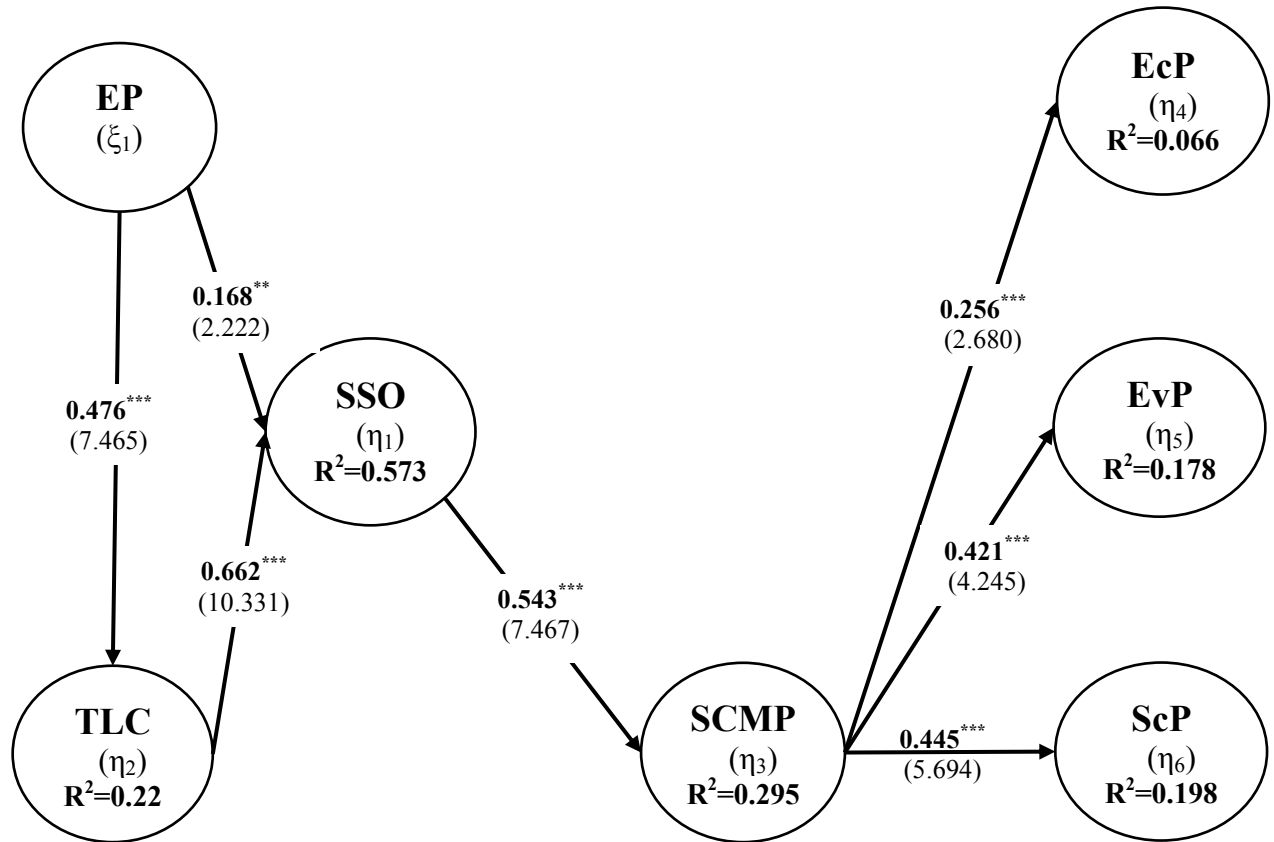 EP
(ξ₁)
EcP
(η₄)
R²=0.066
0.168**
(2.222)
0.256***
(2.680)
0.476***
(7.465)
SSO
(η₁)
R²=0.573
EvP
(η₅)
R²=0.178
0.662***
(10.331)
0.543***
(7.467)
0.421***
(4.245)
TLC
(η₂)
R²=0.22
SCMP
(η₃)
R²=0.295
0.445***
(5.694)
ScP
(η₆)
R²=0.198